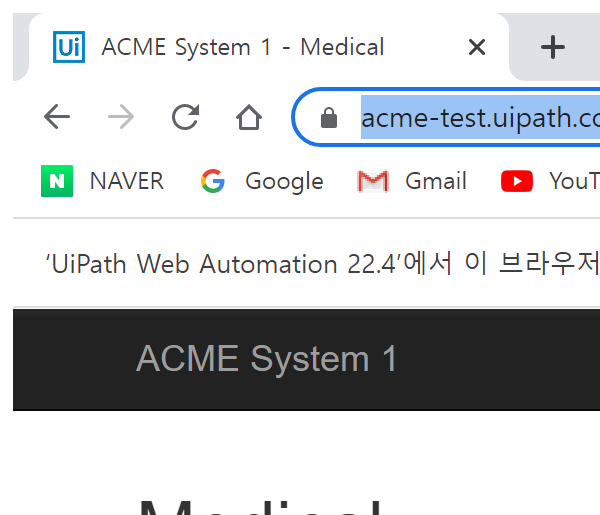 Ui ACME System 1 - Medical
acme-test.uipath.co
N NAVER Google Gmail YouT
'UiPath Web Automation 22.4'에서 이 브라우저
ACME System 1
Medical